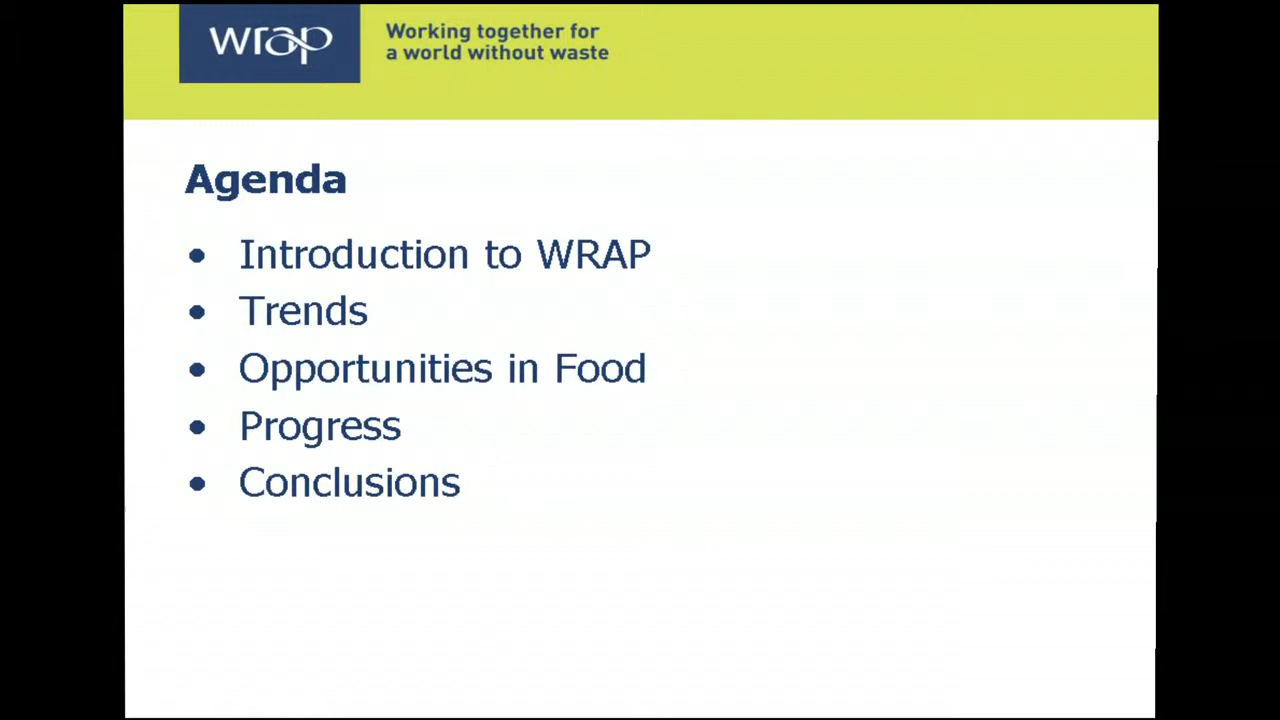 wrap
Working together for
a world without waste
Agenda
• Introduction to WRAP
• Trends
• Opportunities in Food
• Progress
• Conclusions